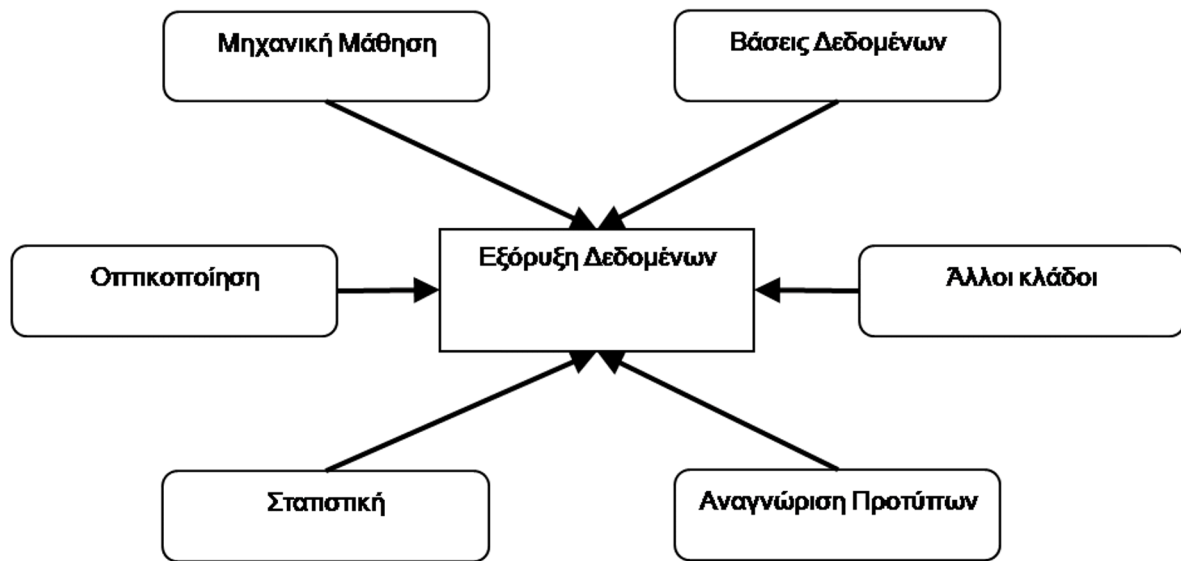 Μηχανική Μάθηση
Βάσεις Δεδομένων
Οπτικοποίηση
Εξόρυξη Δεδομένων
Άλλοι κλάδοι
Στατιστική
Αναγνώριση Προτύπων